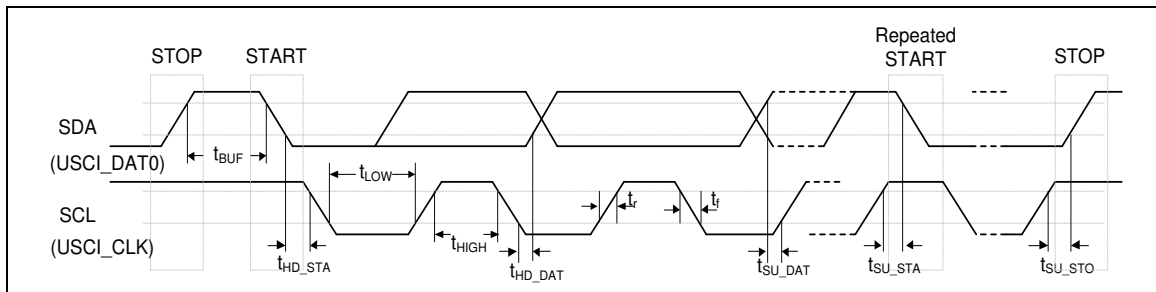 Repeated
STOP START START STOP
SDA
(USCI_DAT0)
tBUF
tLOW
SCL
(USCI_CLK)
tr tf
tHIGH
tHD_STA tHD_DAT tSU_DAT tSU_STA tSU_STO